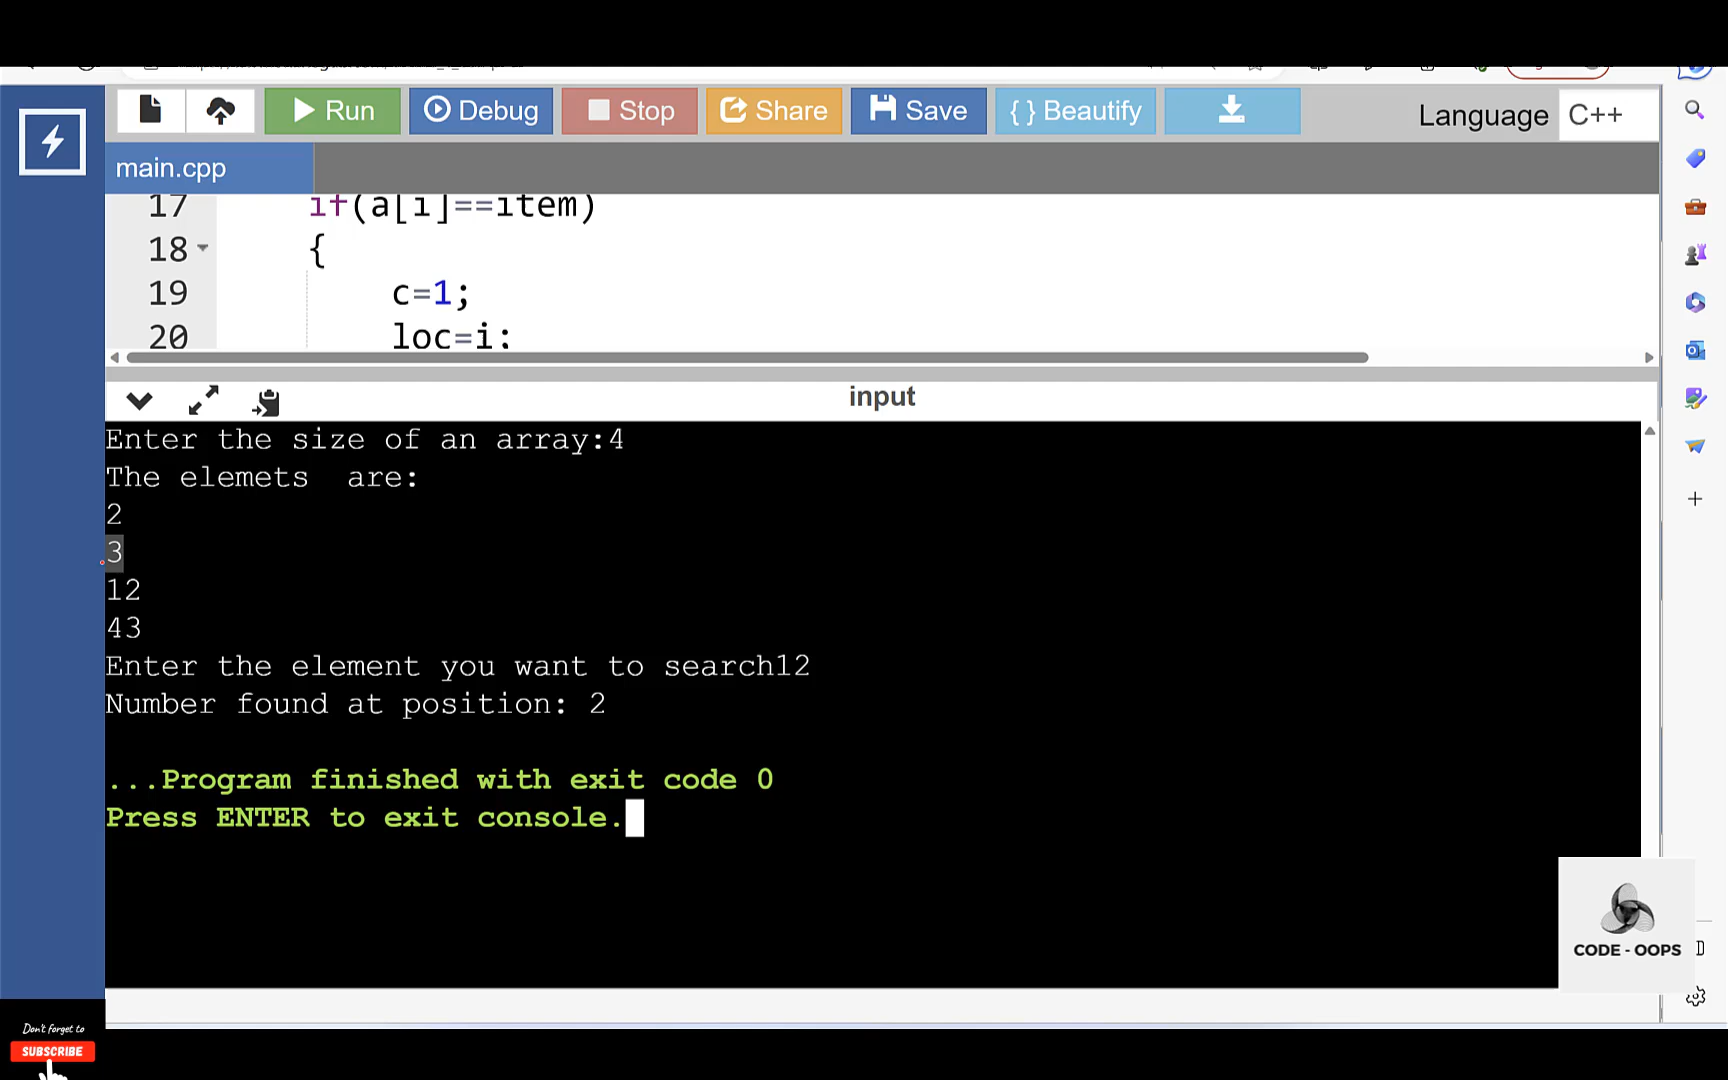 Run
Debug
Stop
Share
Save
{ } Beautify
Language
C++
main.cpp
17 if(a[i]==item)
18 {
19 c=1;
20 loc=i;
input
Enter the size of an array:4
The elemets  are:
2
3
12
43
Enter the element you want to search12
Number found at position: 2
...Program finished with exit code 0
Press ENTER to exit console.
CODE - OOPS
Don't forget to
SUBSCRIBE